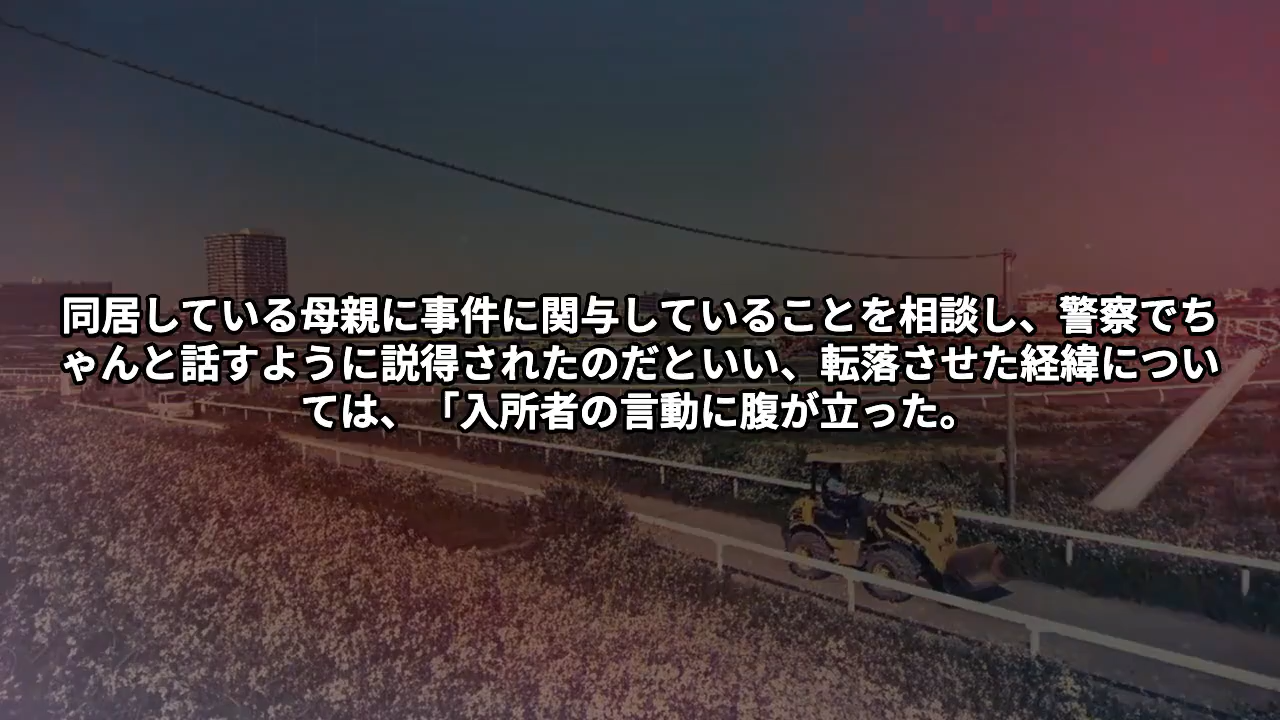 同居している母親に事件に関与していることを相談し、警察でち
ゃんと話すように説得されたのだといい、転落させた経緯につい
ては、「入所者の言動に腹が立った。